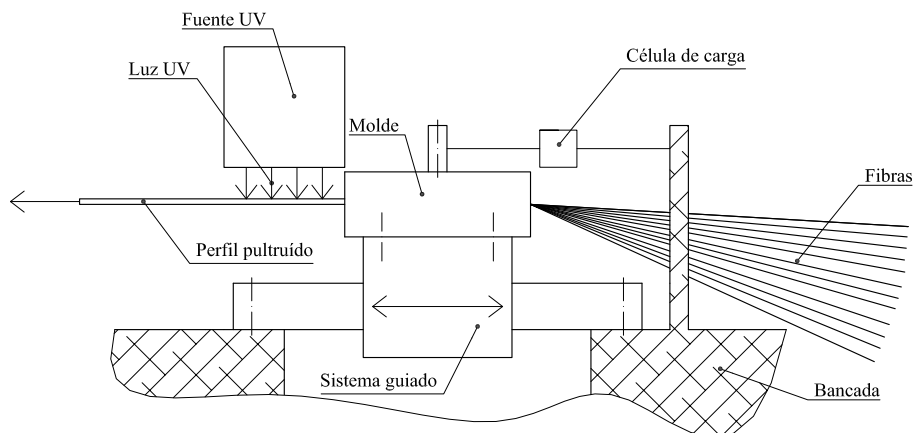 Fuente UV
Luz UV
Célula de carga
Molde
Fibras
Perfil pultruído
Sistema guiado
Bancada